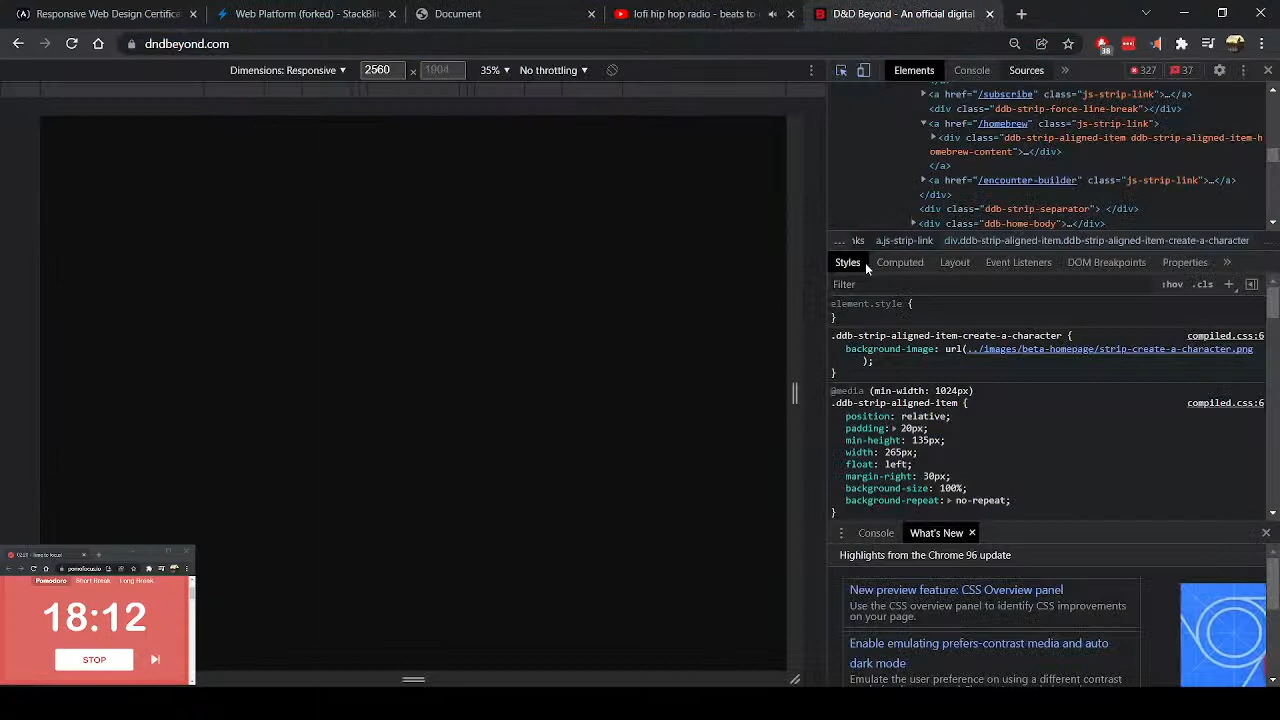 Responsive Web Design Certifica
Web Platform (forked) - StackBli
Document
lofi hip hop radio - beats to
D&D Beyond - An official digital
dndbeyond.com
38
Dimensions: Responsive
2560
x
1904
35%
No throttling
Elements
Console
Sources
327
37
<a href="/subscribe" class="js-strip-link">…</a>
<div class="ddb-strip-force-line-break"></div>
<a href="/homebrew" class="js-strip-link">
<div class="ddb-strip-aligned-item ddb-strip-aligned-item-h
omebrew-content">…</div>
</a>
<a href="/encounter-builder" class="js-strip-link">…</a>
</div>
<div class="ddb-strip-separator"> </div>
<div class="ddb-home-body">…</div>
… nks a.js-strip-link div.ddb-strip-aligned-item.ddb-strip-aligned-item-create-a-character …
Styles
Computed
Layout
Event Listeners
DOM Breakpoints
Properties
Filter
:hov .cls +
element.style {
}
.ddb-strip-aligned-item-create-a-character { compiled.css:6
background-image: url(../images/beta-homepage/strip-create-a-character.png
);
}
@media (min-width: 1024px)
.ddb-strip-aligned-item { compiled.css:6
position: relative;
padding: 20px;
min-height: 135px;
width: 265px;
float: left;
margin-right: 30px;
background-size: 100%;
background-repeat: no-repeat;
}
Console
What's New
Highlights from the Chrome 96 update
New preview feature: CSS Overview panel
Use the CSS overview panel to identify CSS improvements
on your page.
Enable emulating prefers-contrast media and auto
dark mode
Emulate the user preference on using a different contrast
pomofocus.io
Pomodoro
Short Break
Long Break
18:12
STOP